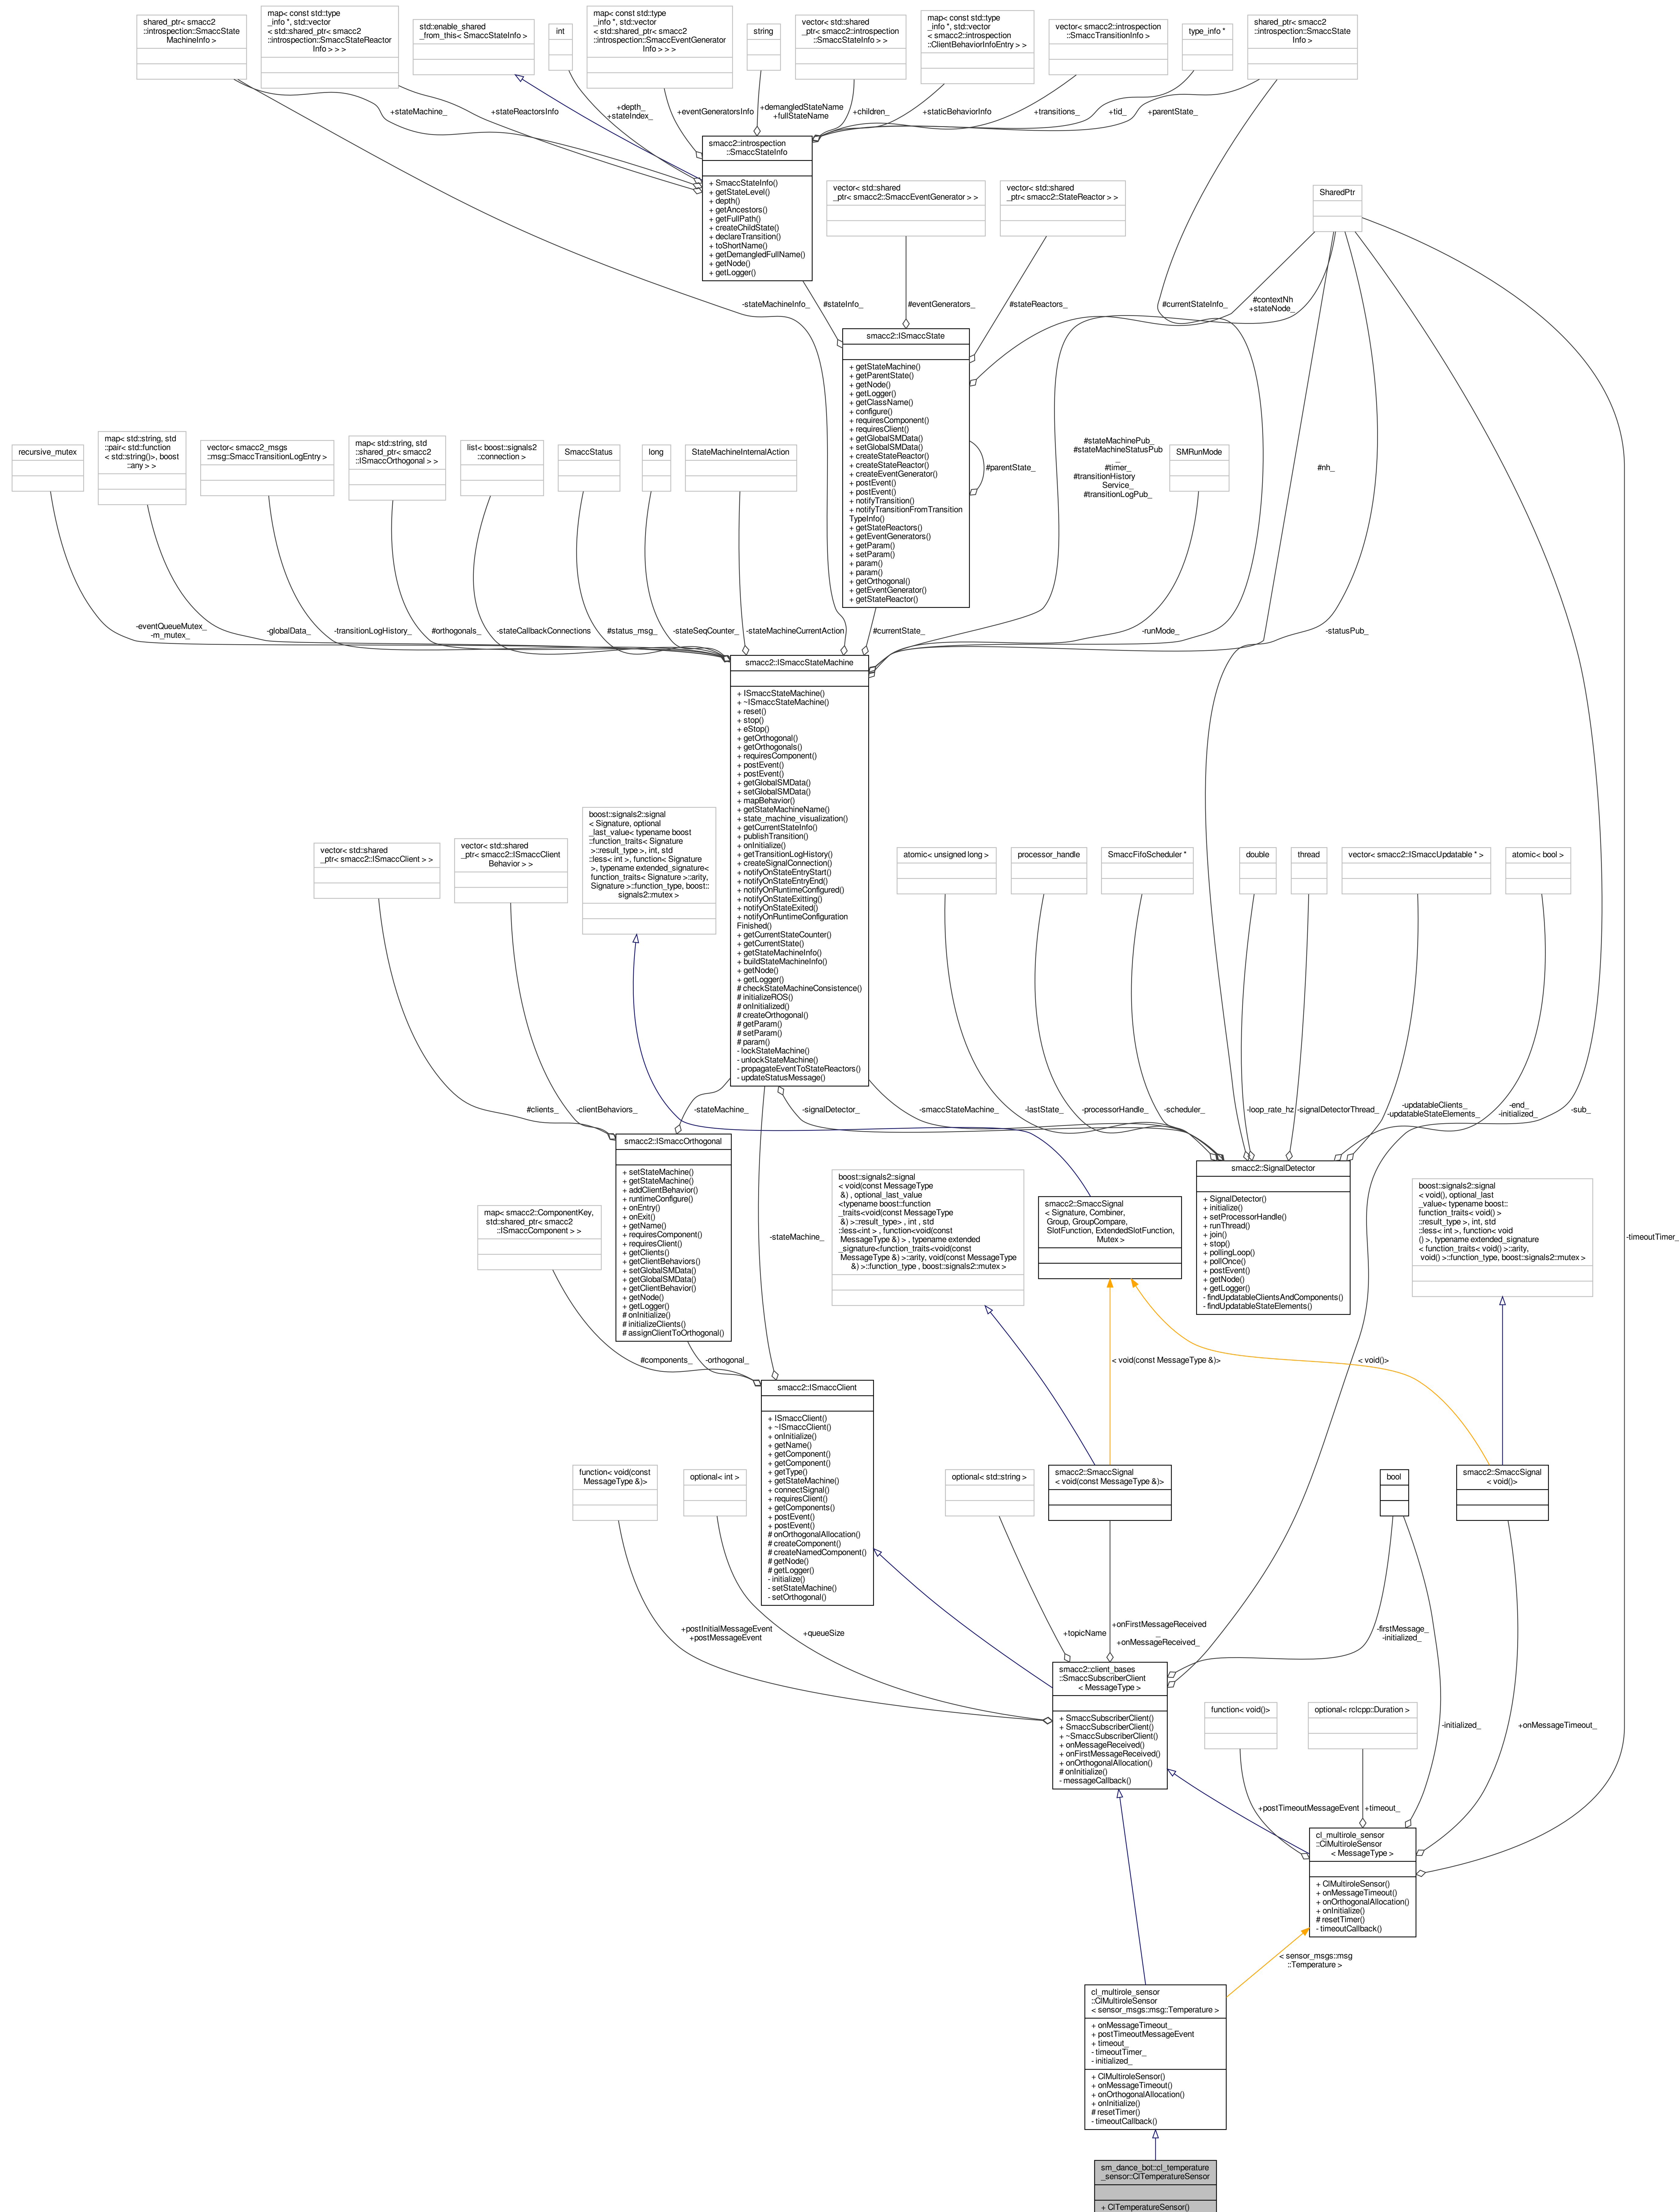 shared_ptr< smacc2
::introspection::SmaccState
MachineInfo >
map< const std::type
_info *, std::vector
< std::shared_ptr< smacc2
::introspection::SmaccStateReactor
Info > > >
std::enable_shared
_from_this< SmaccStateInfo >
int
map< const std::type
_info *, std::vector
< std::shared_ptr< smacc2
::introspection::SmaccEventGenerator
Info > > >
string
vector< std::shared
_ptr< smacc2::introspection
::SmaccStateInfo > >
map< const std::type
_info *, std::vector
< smacc2::introspection
::ClientBehaviorInfoEntry > >
vector< smacc2::introspection
::SmaccTransitionInfo >
type_info *
shared_ptr< smacc2
::introspection::SmaccState
Info >
+stateMachine_
+stateReactorsInfo
+depth_
+stateIndex_
+eventGeneratorsInfo
+demangledStateName
+fullStateName
+children_
+staticBehaviorInfo
+transitions_
+tid_
+parentState_
smacc2::introspection
::SmaccStateInfo
+ SmaccStateInfo()
+ getStateLevel()
+ depth()
+ getAncestors()
+ getFullPath()
+ createChildState()
+ declareTransition()
+ toShortName()
+ getDemangledFullName()
+ getNode()
+ getLogger()
vector< std::shared
_ptr< smacc2::SmaccEventGenerator > >
vector< std::shared
_ptr< smacc2::StateReactor > >
SharedPtr
-stateMachineInfo_
#stateInfo_
#eventGenerators_
#stateReactors_
#currentStateInfo_
#contextNh
+stateNode_
smacc2::ISmaccState
+ getStateMachine()
+ getParentState()
+ getNode()
+ getLogger()
+ getClassName()
+ configure()
+ requiresComponent()
+ requiresClient()
+ getGlobalSMData()
+ setGlobalSMData()
+ createStateReactor()
+ createStateReactor()
+ createEventGenerator()
+ postEvent()
+ postEvent()
+ notifyTransition()
+ notifyTransitionFromTransition
TypeInfo()
+ getStateReactors()
+ getEventGenerators()
+ getParam()
+ setParam()
+ param()
+ param()
+ getOrthogonal()
+ getEventGenerator()
+ getStateReactor()
#parentState_
#stateMachinePub_
#stateMachineStatusPub
_
#timer_
#transitionHistory
Service_
#transitionLogPub_
SMRunMode
#nh_
recursive_mutex
map< std::string, std
::pair< std::function
< std::string()>, boost
::any > >
vector< smacc2_msgs
::msg::SmaccTransitionLogEntry >
map< std::string, std
::shared_ptr< smacc2
::ISmaccOrthogonal > >
list< boost::signals2
::connection >
SmaccStatus
long
StateMachineInternalAction
-eventQueueMutex_
-m_mutex_
-globalData_
-transitionLogHistory_
#orthogonals_
-stateCallbackConnections
#status_msg_
-stateSeqCounter_
-stateMachineCurrentAction
#currentState_
-runMode_
-statusPub_
smacc2::ISmaccStateMachine
+ ISmaccStateMachine()
+ ~ISmaccStateMachine()
+ reset()
+ stop()
+ eStop()
+ getOrthogonal()
+ getOrthogonals()
+ requiresComponent()
+ postEvent()
+ postEvent()
+ getGlobalSMData()
+ setGlobalSMData()
+ mapBehavior()
+ getStateMachineName()
+ state_machine_visualization()
+ getCurrentStateInfo()
+ publishTransition()
+ onInitialize()
+ getTransitionLogHistory()
+ createSignalConnection()
+ notifyOnStateEntryStart()
+ notifyOnStateEntryEnd()
+ notifyOnRuntimeConfigured()
+ notifyOnStateExitting()
+ notifyOnStateExited()
+ notifyOnRuntimeConfiguration
Finished()
+ getCurrentStateCounter()
+ getCurrentState()
+ getStateMachineInfo()
+ buildStateMachineInfo()
+ getNode()
+ getLogger()
# checkStateMachineConsistence()
# initializeROS()
# onInitialized()
# createOrthogonal()
# getParam()
# setParam()
# param()
- lockStateMachine()
- unlockStateMachine()
- propagateEventToStateReactors()
- updateStatusMessage()
vector< std::shared
_ptr< smacc2::ISmaccClient > >
vector< std::shared
_ptr< smacc2::ISmaccClient
Behavior > >
boost::signals2::signal
< Signature, optional
_last_value< typename boost
::function_traits< Signature
>::result_type >, int, std
::less< int >, function< Signature
>, typename extended_signature<
function_traits< Signature >::arity,
Signature >::function_type, boost::
signals2::mutex >
atomic< unsigned long >
processor_handle
SmaccFifoScheduler *
double
thread
vector< smacc2::ISmaccUpdatable * >
atomic< bool >
#clients_
-clientBehaviors_
-stateMachine_
-signalDetector_
-smaccStateMachine_
-lastState_
-processorHandle_
-scheduler_
-loop_rate_hz
-signalDetectorThread_
-updatableClients_
-updatableStateElements_
-end_
-initialized_
-sub_
smacc2::ISmaccOrthogonal
+ setStateMachine()
+ getStateMachine()
+ addClientBehavior()
+ runtimeConfigure()
+ onEntry()
+ onExit()
+ getName()
+ requiresComponent()
+ requiresClient()
+ getClients()
+ getClientBehaviors()
+ setGlobalSMData()
+ getGlobalSMData()
+ getClientBehavior()
+ getNode()
+ getLogger()
# onInitialize()
# initializeClients()
# assignClientToOrthogonal()
map< smacc2::ComponentKey,
std::shared_ptr< smacc2
::ISmaccComponent > >
-stateMachine_
boost::signals2::signal
< void(const MessageType
&) , optional_last_value
<typename boost::function
_traits<void(const MessageType
&) >::result_type> , int , std
::less<int > , function<void(const
MessageType &) > , typename extended
_signature<function_traits<void(const
MessageType &) >::arity, void(const MessageType
&) >::function_type , boost::signals2::mutex >
smacc2::SmaccSignal
< Signature, Combiner,
Group, GroupCompare,
SlotFunction, ExtendedSlotFunction,
Mutex >
smacc2::SignalDetector
+ SignalDetector()
+ initialize()
+ setProcessorHandle()
+ runThread()
+ join()
+ stop()
+ pollingLoop()
+ pollOnce()
+ postEvent()
+ getNode()
+ getLogger()
- findUpdatableClientsAndComponents()
- findUpdatableStateElements()
boost::signals2::signal
< void(), optional_last
_value< typename boost::
function_traits< void() >
::result_type >, int, std
::less< int >, function< void
() >, typename extended_signature
< function_traits< void() >::arity,
void() >::function_type, boost::signals2::mutex >
-timeoutTimer_
#components_
-orthogonal_
< void(const MessageType &)>
< void()>
smacc2::ISmaccClient
+ ISmaccClient()
+ ~ISmaccClient()
+ onInitialize()
+ getName()
+ getComponent()
+ getComponent()
+ getType()
+ getStateMachine()
+ connectSignal()
+ requiresClient()
+ getComponents()
+ postEvent()
+ postEvent()
# onOrthogonalAllocation()
# createComponent()
# createNamedComponent()
# getNode()
# getLogger()
- initialize()
- setStateMachine()
- setOrthogonal()
function< void(const
MessageType &)>
optional< int >
optional< std::string >
smacc2::SmaccSignal
< void(const MessageType &)>
bool
smacc2::SmaccSignal
< void()>
+postInitialMessageEvent
+postMessageEvent
+queueSize
+topicName
+onFirstMessageReceived
_
+onMessageReceived_
-firstMessage_
-initialized_
smacc2::client_bases
::SmaccSubscriberClient
< MessageType >
+ SmaccSubscriberClient()
+ SmaccSubscriberClient()
+ ~SmaccSubscriberClient()
+ onMessageReceived()
+ onFirstMessageReceived()
+ onOrthogonalAllocation()
# onInitialize()
- messageCallback()
function< void()>
optional< rclcpp::Duration >
-initialized_
+onMessageTimeout_
+postTimeoutMessageEvent
+timeout_
cl_multirole_sensor
::ClMultiroleSensor
< MessageType >
+ ClMultiroleSensor()
+ onMessageTimeout()
+ onOrthogonalAllocation()
+ onInitialize()
# resetTimer()
- timeoutCallback()
< sensor_msgs::msg
::Temperature >
cl_multirole_sensor
::ClMultiroleSensor
< sensor_msgs::msg::Temperature >
+ onMessageTimeout_
+ postTimeoutMessageEvent
+ timeout_
- timeoutTimer_
- initialized_
+ ClMultiroleSensor()
+ onMessageTimeout()
+ onOrthogonalAllocation()
+ onInitialize()
# resetTimer()
- timeoutCallback()
sm_dance_bot::cl_temperature
_sensor::ClTemperatureSensor
+ ClTemperatureSensor()